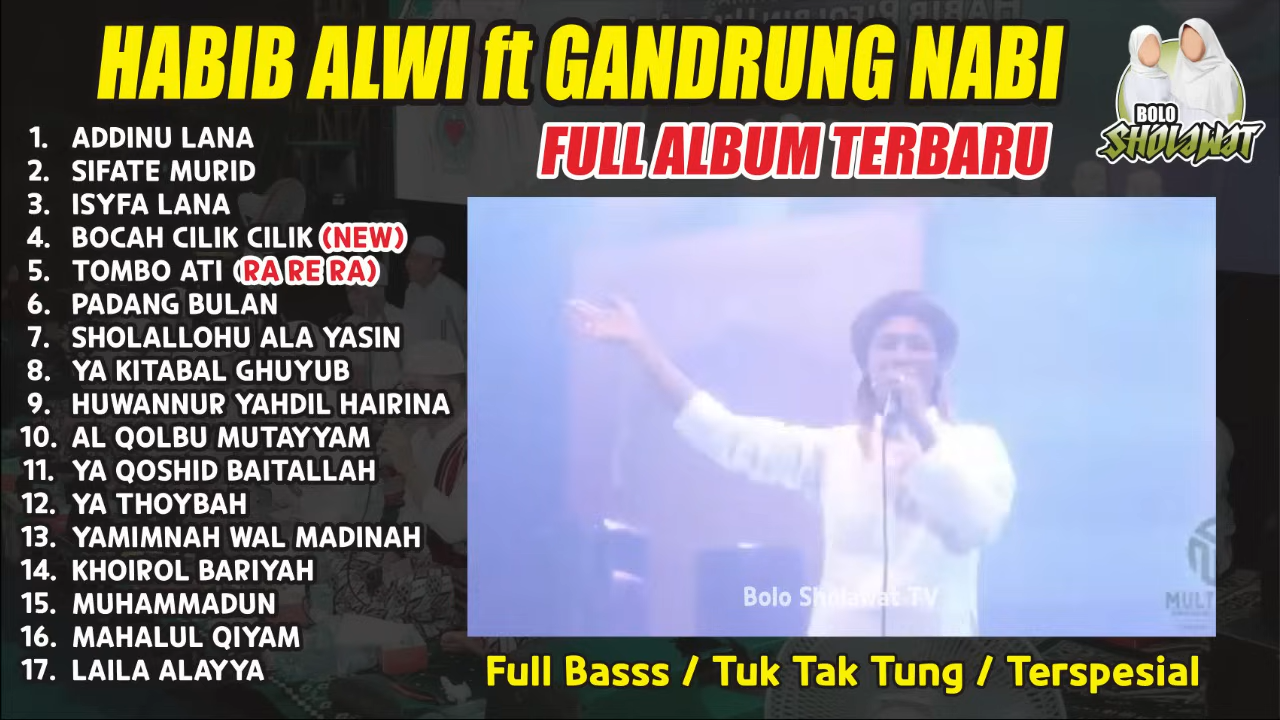 HABIB ALWI ft GANDRUNG NABI
BOLO
SHOLAWAT
FULL ALBUM TERBARU
1. ADDINU LANA
2. SIFATE MURID
3. ISYFA LANA
4. BOCAH CILIK CILIK (NEW)
5. TOMBO ATI (RA RE RA)
6. PADANG BULAN
7. SHOLALLOHU ALA YASIN
8. YA KITABAL GHUYUB
9. HUWANNUR YAHDIL HAIRINA
10. AL QOLBU MUTAYYAM
11. YA QOSHID BAITALLAH
12. YA THOYBAH
13. YAMIMNAH WAL MADINAH
14. KHOIROL BARIYAH
15. MUHAMMADUN
16. MAHALUL QIYAM
17. LAILA ALAYYA
Bolo Sholawat TV
MULT
Full Basss / Tuk Tak Tung / Terspesial